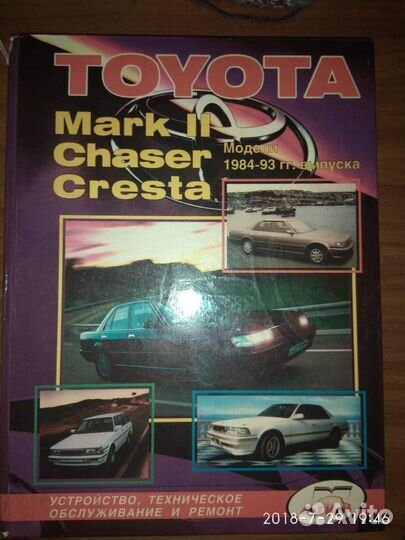 TOYOTA
Mark II
Chaser
Cresta
Модели
1984-93 гг. выпуска
УСТРОЙСТВО, ТЕХНИЧЕСКОЕ
ОБСЛУЖИВАНИЕ И РЕМОНТ
2018-7-29 19:46
Avito